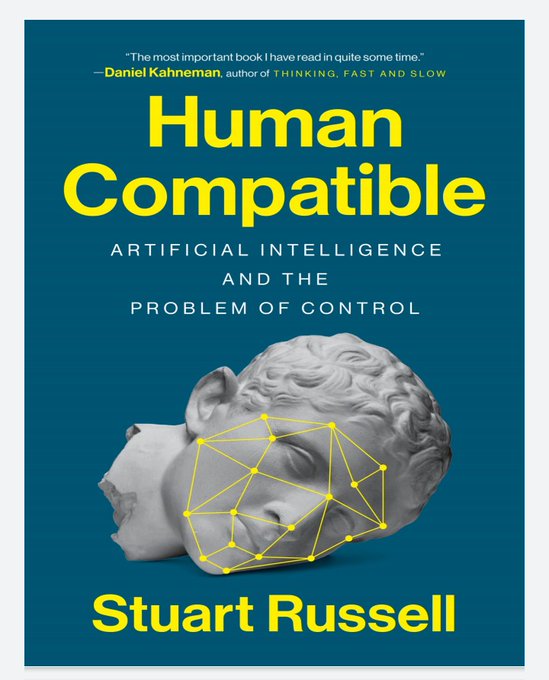 “The most important book I have read in quite some time.”
—Daniel Kahneman, author of THINKING, FAST AND SLOW
Human
Compatible
ARTIFICIAL INTELLIGENCE
AND THE
PROBLEM OF CONTROL
Stuart Russell